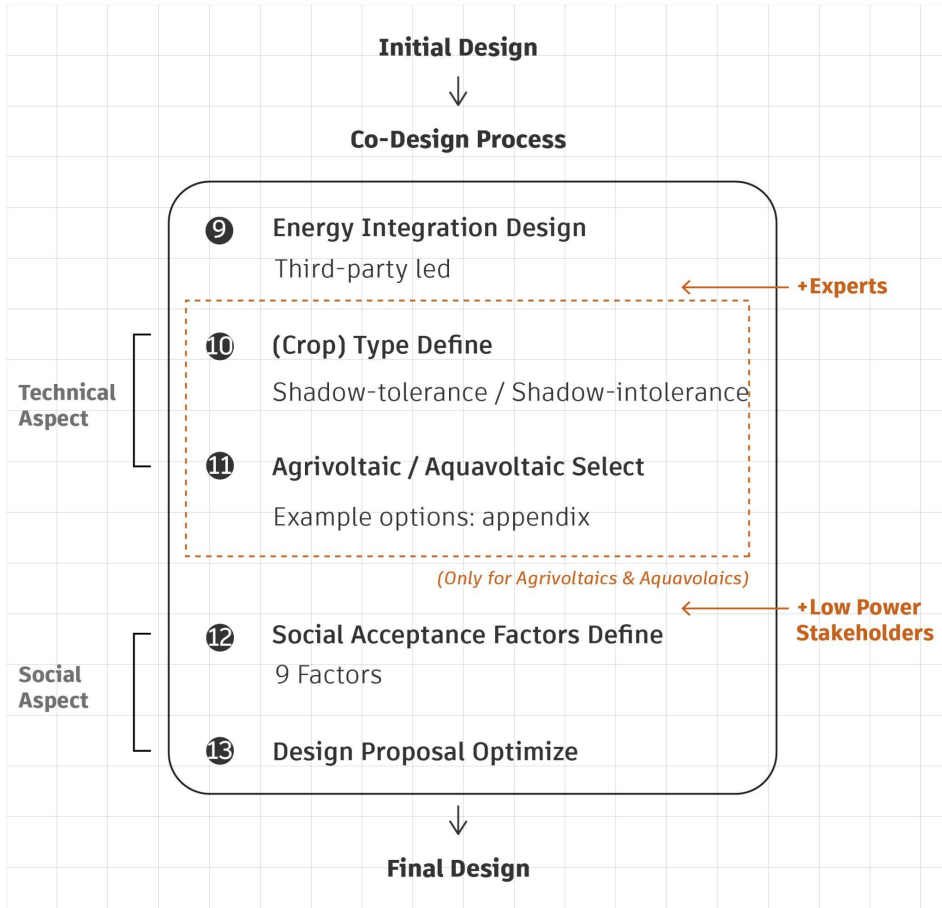 Initial Design
Co-Design Process
9 Energy Integration Design
Third-party led
+Experts
10 (Crop) Type Define
Shadow-tolerance / Shadow-intolerance
Technical
Aspect
11 Agrivoltaic / Aquavoltaic Select
Example options: appendix
(Only for Agrivoltaics & Aquavolaics)
+Low Power
Stakeholders
12 Social Acceptance Factors Define
9 Factors
Social
Aspect
13 Design Proposal Optimize
Final Design